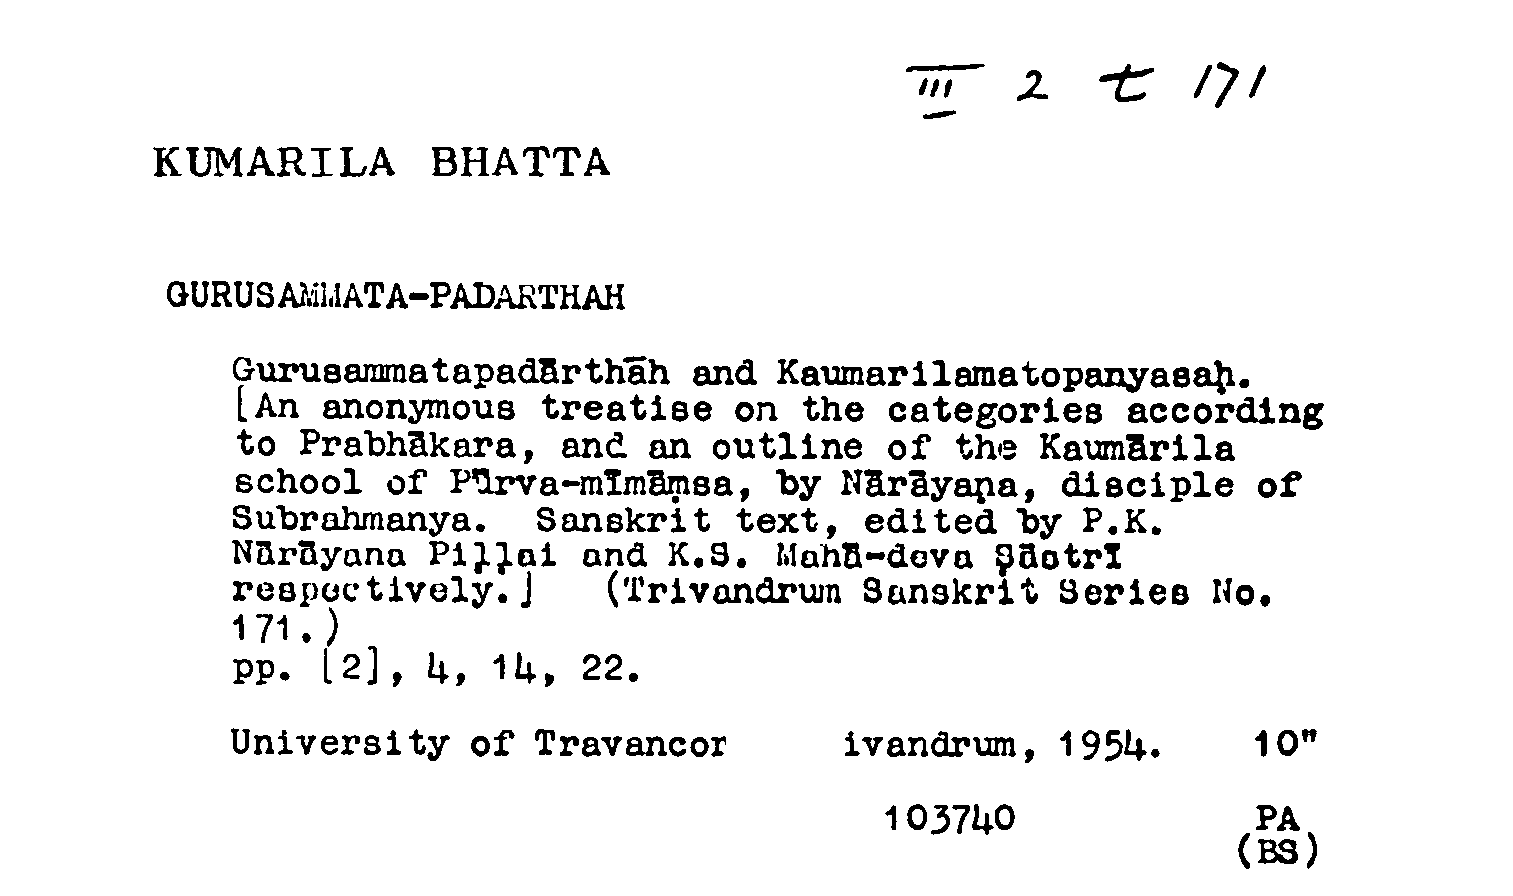 III 2 t 171
KUMARILA BHATTA
GURUSAMMATA-PADARTHAH
Gurusammatapadārthāh and Kaumarilamatopanyasaḥ.
[An anonymous treatise on the categories according
to Prabhākara, and an outline of the Kaumārila
school of Pūrva-mīmāṃsa, by Nārāyaṇa, disciple of
Subrahmanya. Sanskrit text, edited by P.K.
Nārāyana Piḷḷai and K.S. Mahā-deva Ṣāstrī
respectively.] (Trivandrum Sanskrit Series No.
171.)
pp. [2], 4, 14, 22.
University of Travancor ivandrum, 1954. 10"
103740 PA
(BS)